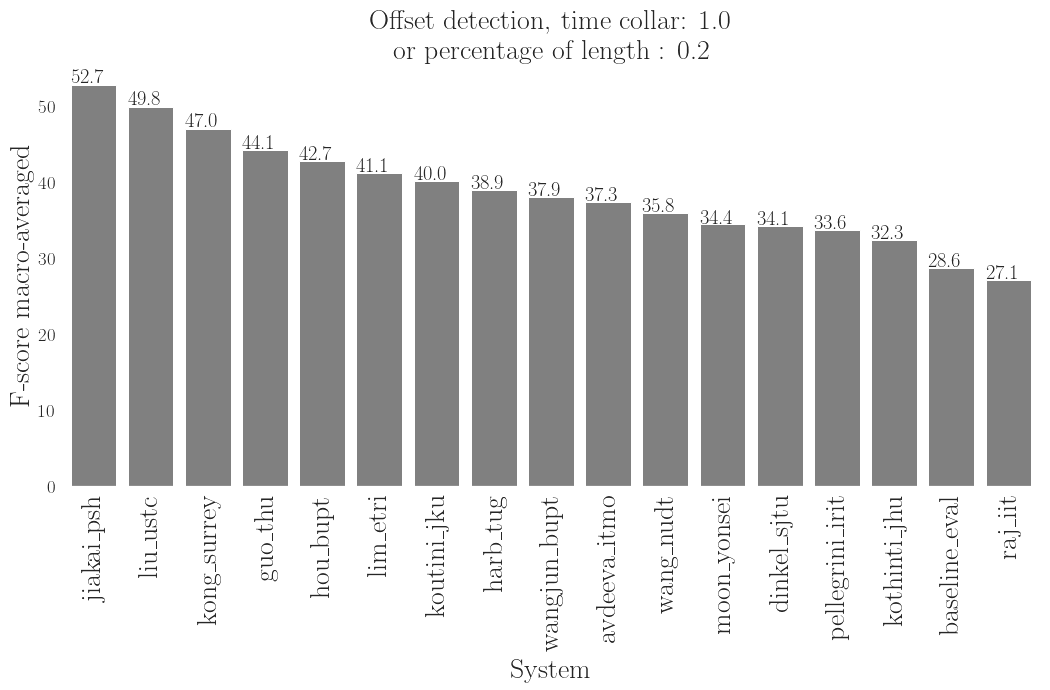 Offset detection, time collar: 1.0
or percentage of length : 0.2
F-score macro-averaged
50
40
30
20
10
0
52.7
49.8
47.0
44.1
42.7
41.1
40.0
38.9
37.9
37.3
35.8
34.4
34.1
33.6
32.3
28.6
27.1
jiakai_psh
liu_ustc
kong_surrey
guo_thu
hou_bupt
lim_etri
koutini_jku
harb_tug
wangjun_bupt
avdeeva_itmo
wang_nudt
moon_yonsei
dinkel_sjtu
pellegrini_irit
kothinti_jhu
baseline_eval
raj_iit
System